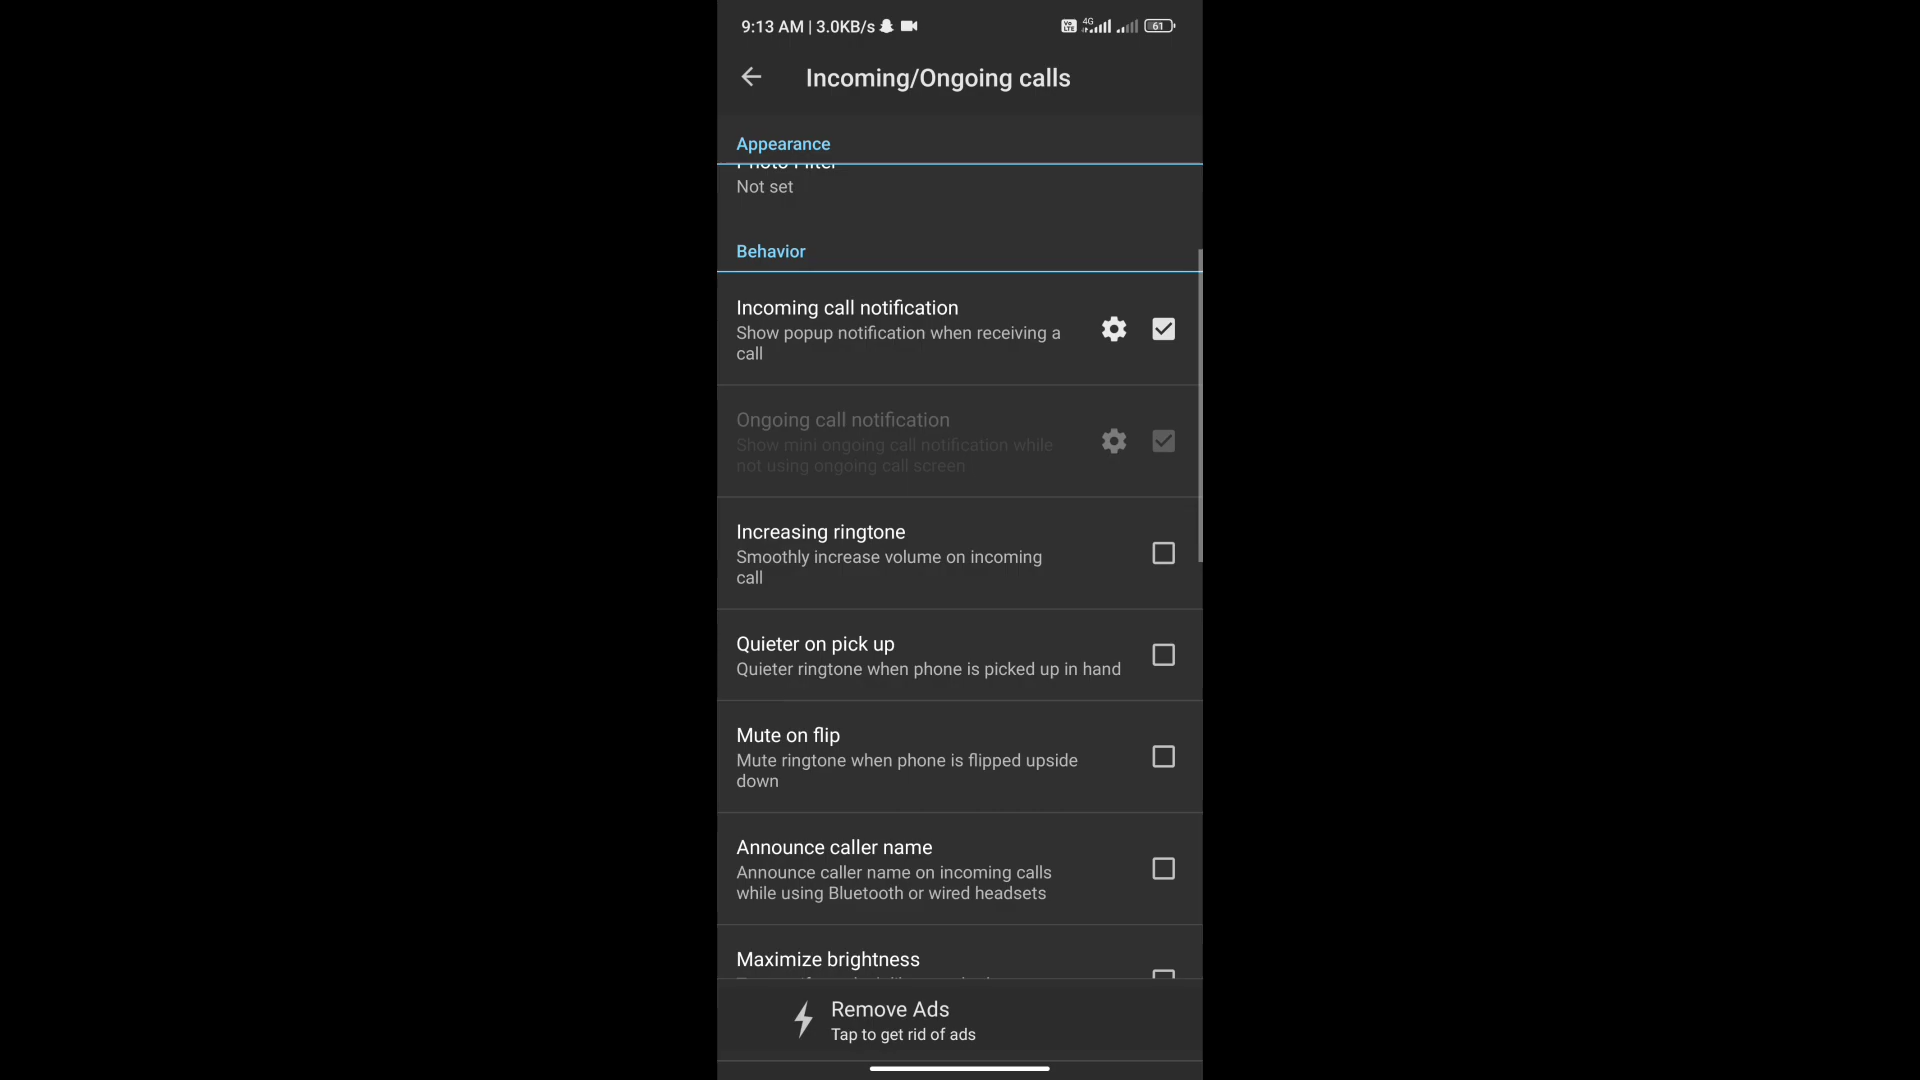 9:13 AM | 3.0KB/s
Vo
LTE
4G
61
Incoming/Ongoing calls
Appearance
Photo Filter
Not set
Behavior
Incoming call notification
Show popup notification when receiving a
call
Ongoing call notification
Show mini ongoing call notification while
not using ongoing call screen
Increasing ringtone
Smoothly increase volume on incoming
call
Quieter on pick up
Quieter ringtone when phone is picked up in hand
Mute on flip
Mute ringtone when phone is flipped upside
down
Announce caller name
Announce caller name on incoming calls
while using Bluetooth or wired headsets
Maximize brightness
Remove Ads
Tap to get rid of ads